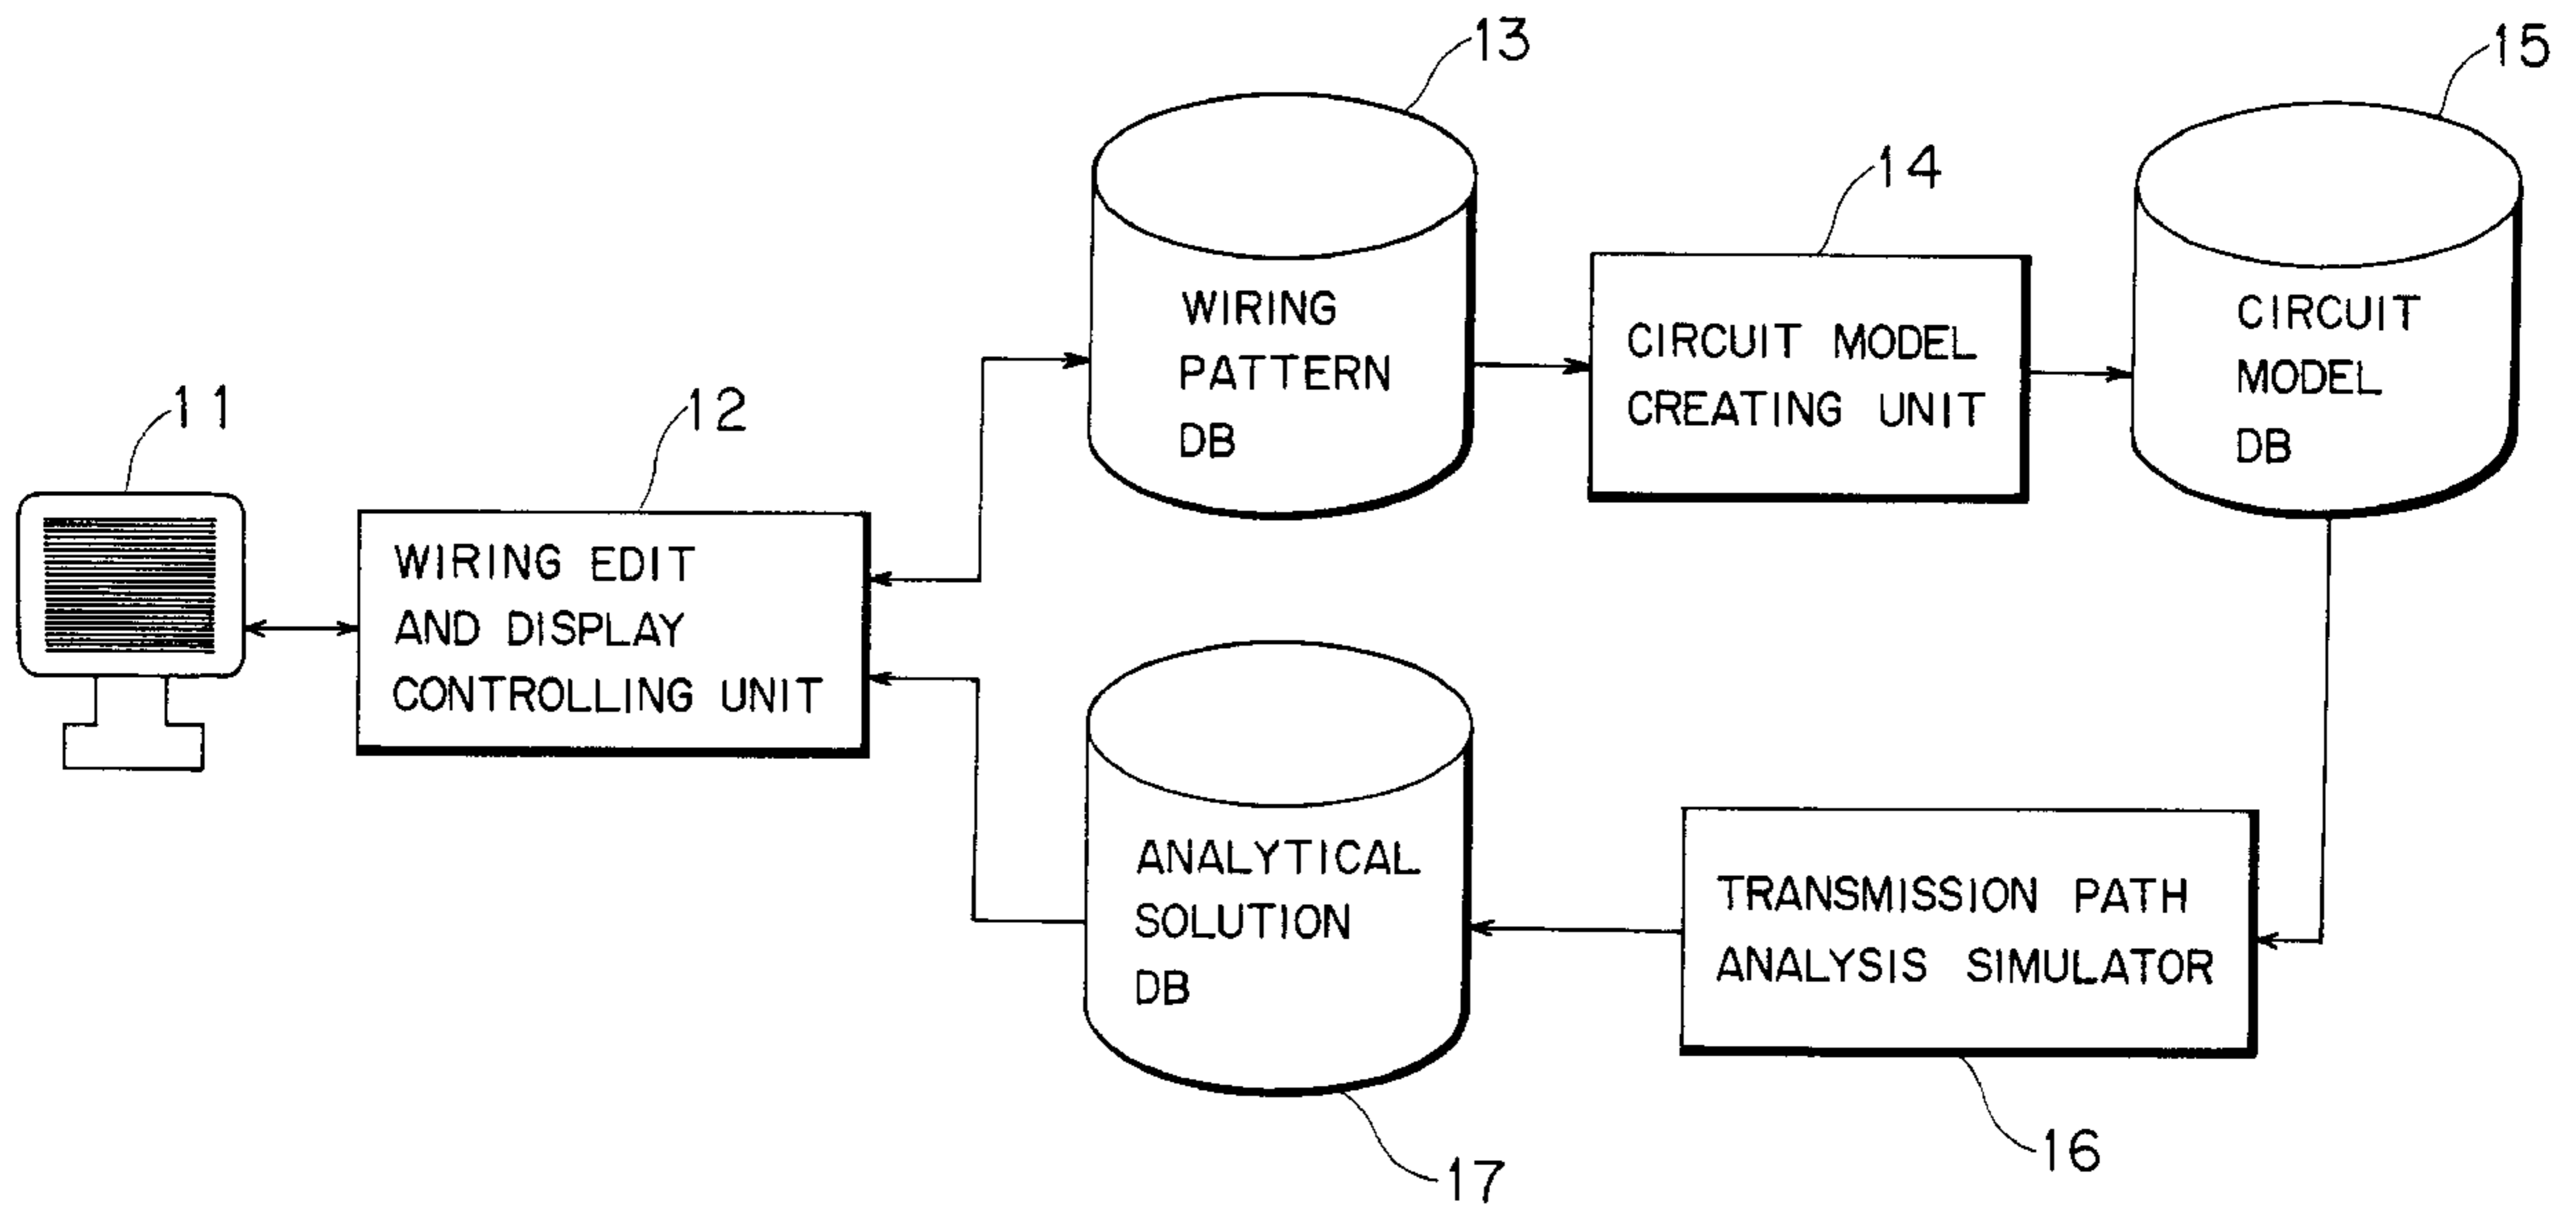 13
15
14
WIRING
PATTERN
DB
CIRCUIT MODEL
CREATING UNIT
CIRCUIT
MODEL
DB
11
12
WIRING EDIT
AND DISPLAY
CONTROLLING UNIT
ANALYTICAL
SOLUTION
DB
TRANSMISSION PATH
ANALYSIS SIMULATOR
16
17